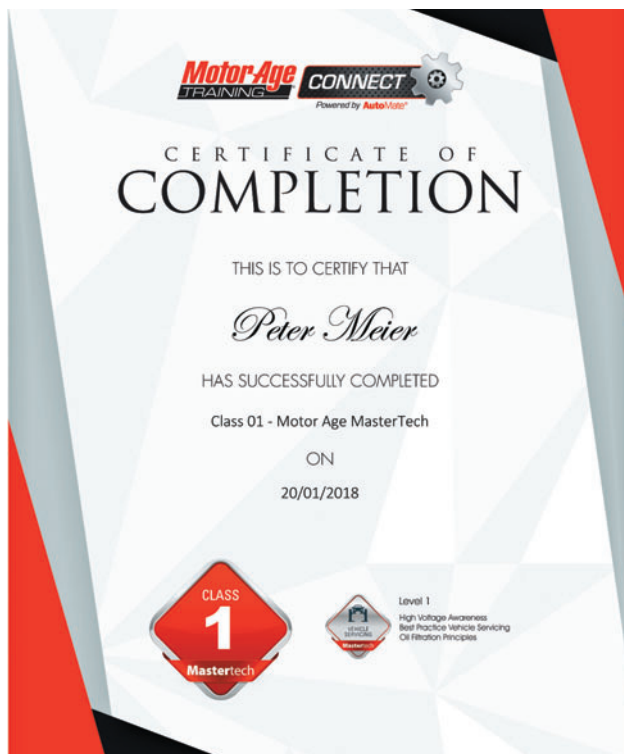 Motor Age CONNECT
TRAINING
Powered by AutoMate®
CERTIFICATE OF
COMPLETION
THIS IS TO CERTIFY THAT
Peter Meier
HAS SUCCESSFULLY COMPLETED
Class 01 - Motor Age MasterTech
ON
20/01/2018
CLASS
1
Mastertech
VEHICLE
SERVICING
Mastertech
Level 1
High Voltage Awareness
Best Practice Vehicle Servicing
Oil Filtration Principles